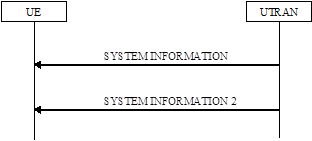 UE UTRAN
SYSTEM INFORMATION
SYSTEM INFORMATION 2